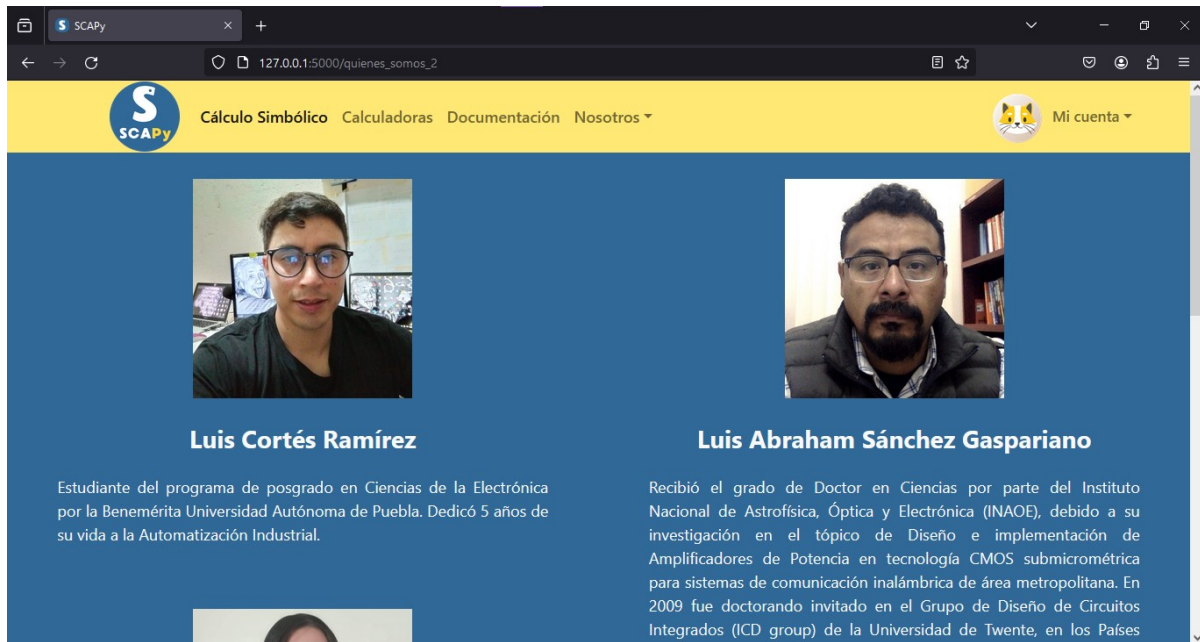 SCAPy
127.0.0.1:5000/quienes_somos_2
S
SCAPy
Cálculo Simbólico Calculadoras Documentación Nosotros
Mi cuenta
Luis Cortés Ramírez
Estudiante del programa de posgrado en Ciencias de la Electrónica
por la Benemérita Universidad Autónoma de Puebla. Dedicó 5 años de
su vida a la Automatización Industrial.
Luis Abraham Sánchez Gaspariano
Recibió el grado de Doctor en Ciencias por parte del Instituto
Nacional de Astrofísica, Óptica y Electrónica (INAOE), debido a su
investigación en el tópico de Diseño e implementación de
Amplificadores de Potencia en tecnología CMOS submicrométrica
para sistemas de comunicación inalámbrica de área metropolitana. En
2009 fue doctorando invitado en el Grupo de Diseño de Circuitos
Integrados (ICD group) de la Universidad de Twente, en los Países